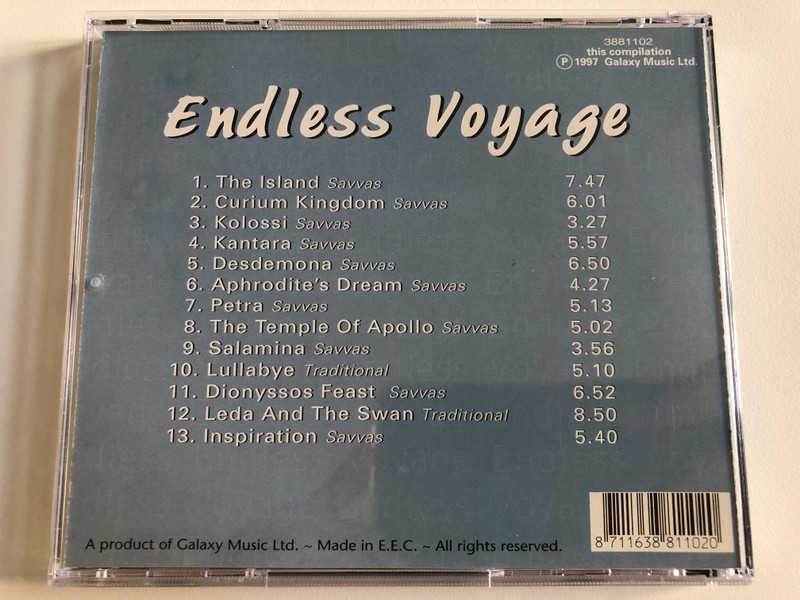 3881102
this compilation
Ⓟ 1997 Galaxy Music Ltd.
Endless Voyage
1. The Island Savvas 7.47
2. Curium Kingdom Savvas 6.01
3. Kolossi Savvas 3.27
4. Kantara Savvas 5.57
5. Desdemona Savvas 6.50
6. Aphrodite's Dream Savvas 4.27
7. Petra Savvas 5.13
8. The Temple Of Apollo Savvas 5.02
9. Salamina Savvas 3.56
10. Lullabye Traditional 5.10
11. Dionyssos Feast Savvas 6.52
12. Leda And The Swan Traditional 8.50
13. Inspiration Savvas 5.40
A product of Galaxy Music Ltd. ~ Made in E.E.C. ~ All rights reserved.
8 711638 811020